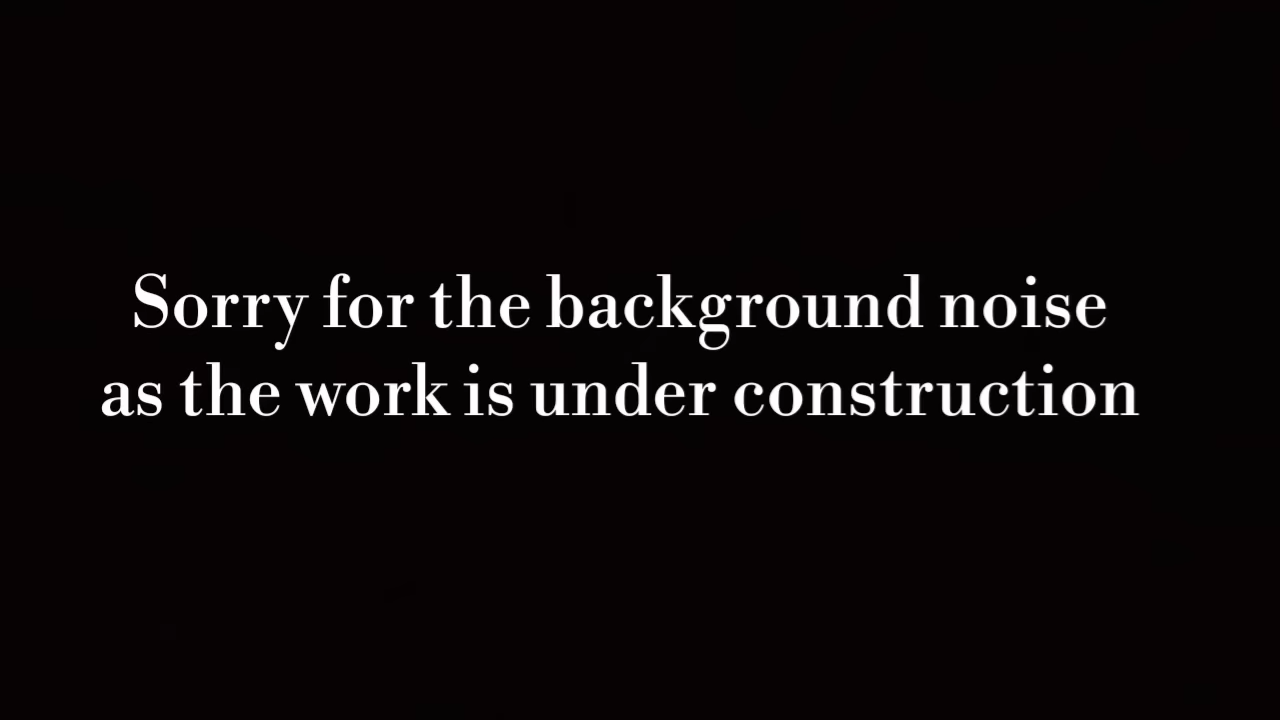 Sorry for the background noise
as the work is under construction